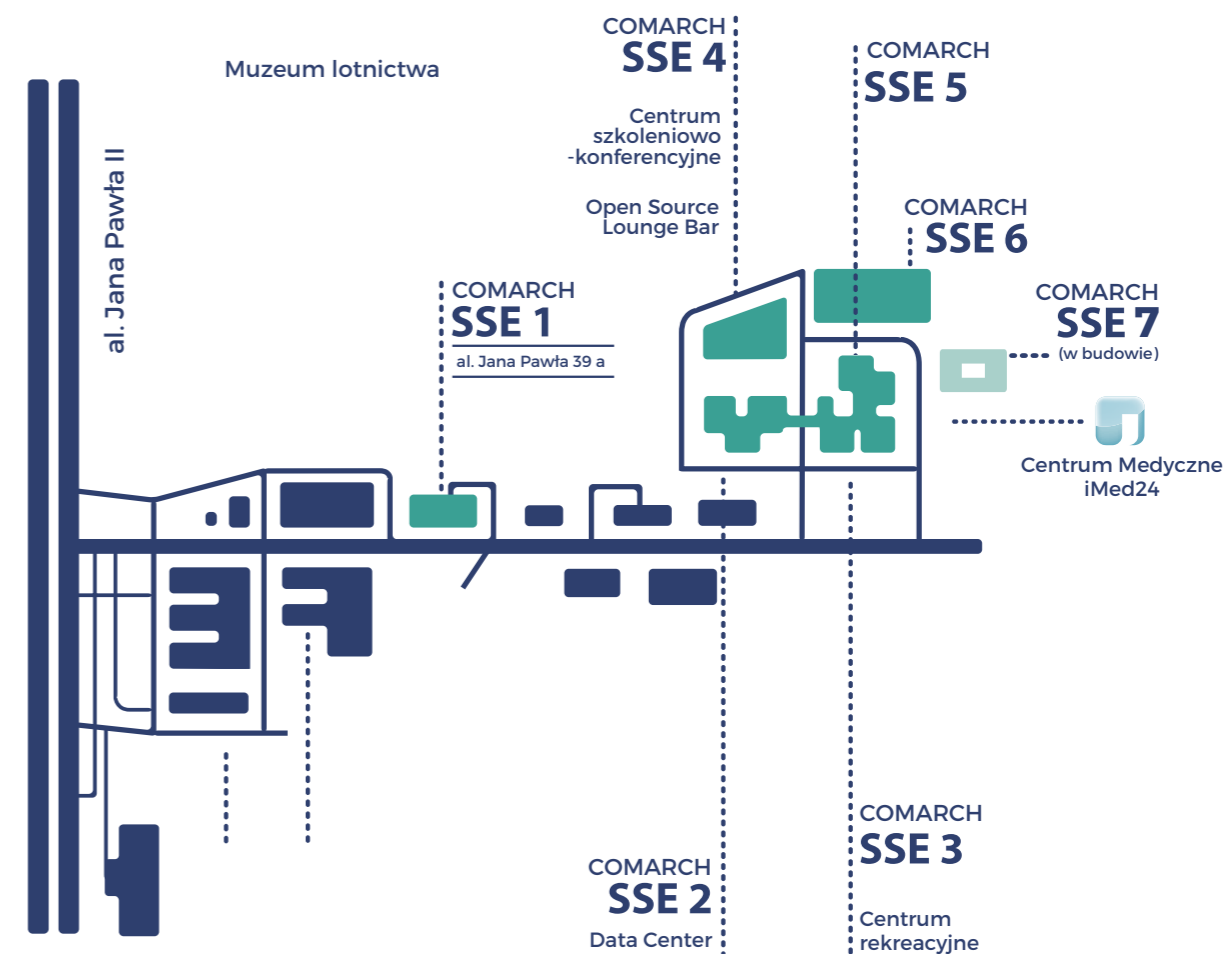 COMARCH
SSE 4
Centrum
szkoleniowo
-konferencyjne
Open Source
Lounge Bar
COMARCH
SSE 5
Muzeum lotnictwa
al. Jana Pawła II
COMARCH
SSE 6
COMARCH
SSE 1
al. Jana Pawła 39 a
COMARCH
SSE 7
(w budowie)
Centrum Medyczne
iMed24
COMARCH
SSE 3
Centrum
rekreacyjne
COMARCH
SSE 2
Data Center